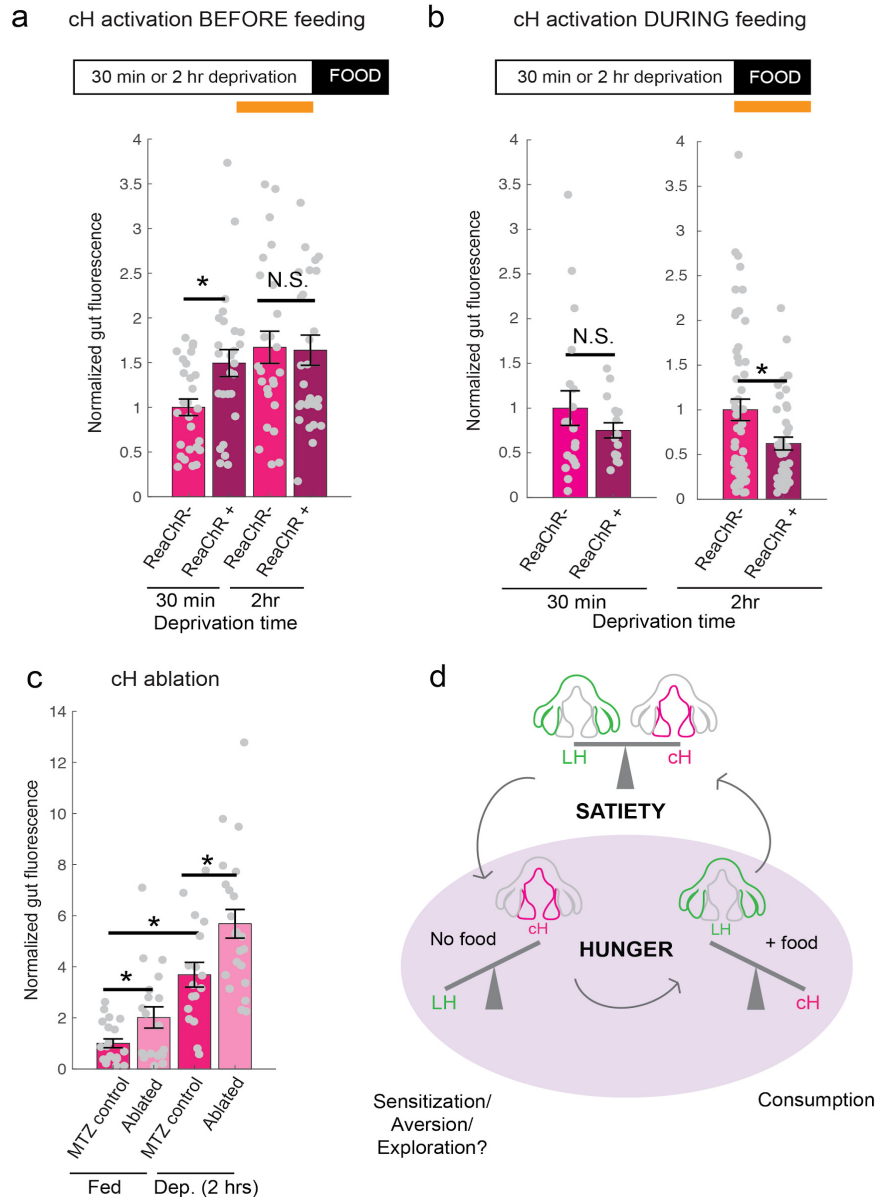 a
cH activation BEFORE feeding
30 min or 2 hr deprivation
FOOD
Normalized gut fluorescence
4
3.5
3
2.5
2
1.5
1
0.5
0
*
N.S.
ReaChR-
ReaChR +
ReaChR-
ReaChR +
30 min
2hr
Deprivation time
b
cH activation DURING feeding
30 min or 2 hr deprivation
FOOD
Normalized gut fluorescence
4
3.5
3
2.5
2
1.5
1
0.5
0
N.S.
ReaChR-
ReaChR +
30 min
4
3.5
3
2.5
2
1.5
1
0.5
0
*
ReaChR-
ReaChR +
2hr
Deprivation time
c
cH ablation
Normalized gut fluorescence
14
12
10
8
6
4
2
0
*
*
*
MTZ control
Ablated
MTZ control
Ablated
Fed
Dep. (2 hrs)
d
LH
cH
SATIETY
cH
No food
LH
HUNGER
LH
+ food
cH
Sensitization/
Aversion/
Exploration?
Consumption